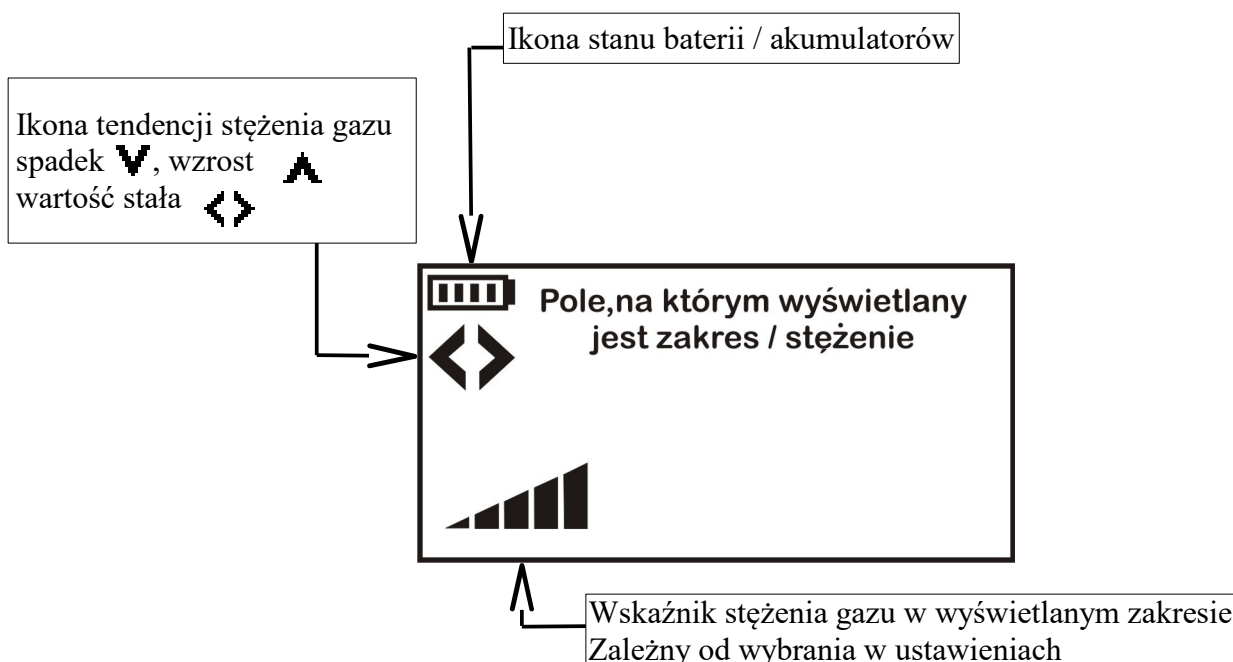 Ikona stanu baterii / akumulatorów
Ikona tendencji stężenia gazu
spadek , wzrost
wartość stała
Pole,na którym wyświetlany
jest zakres / stężenie
Wskaźnik stężenia gazu w wyświetlanym zakresie
Zależny od wybrania w ustawieniach